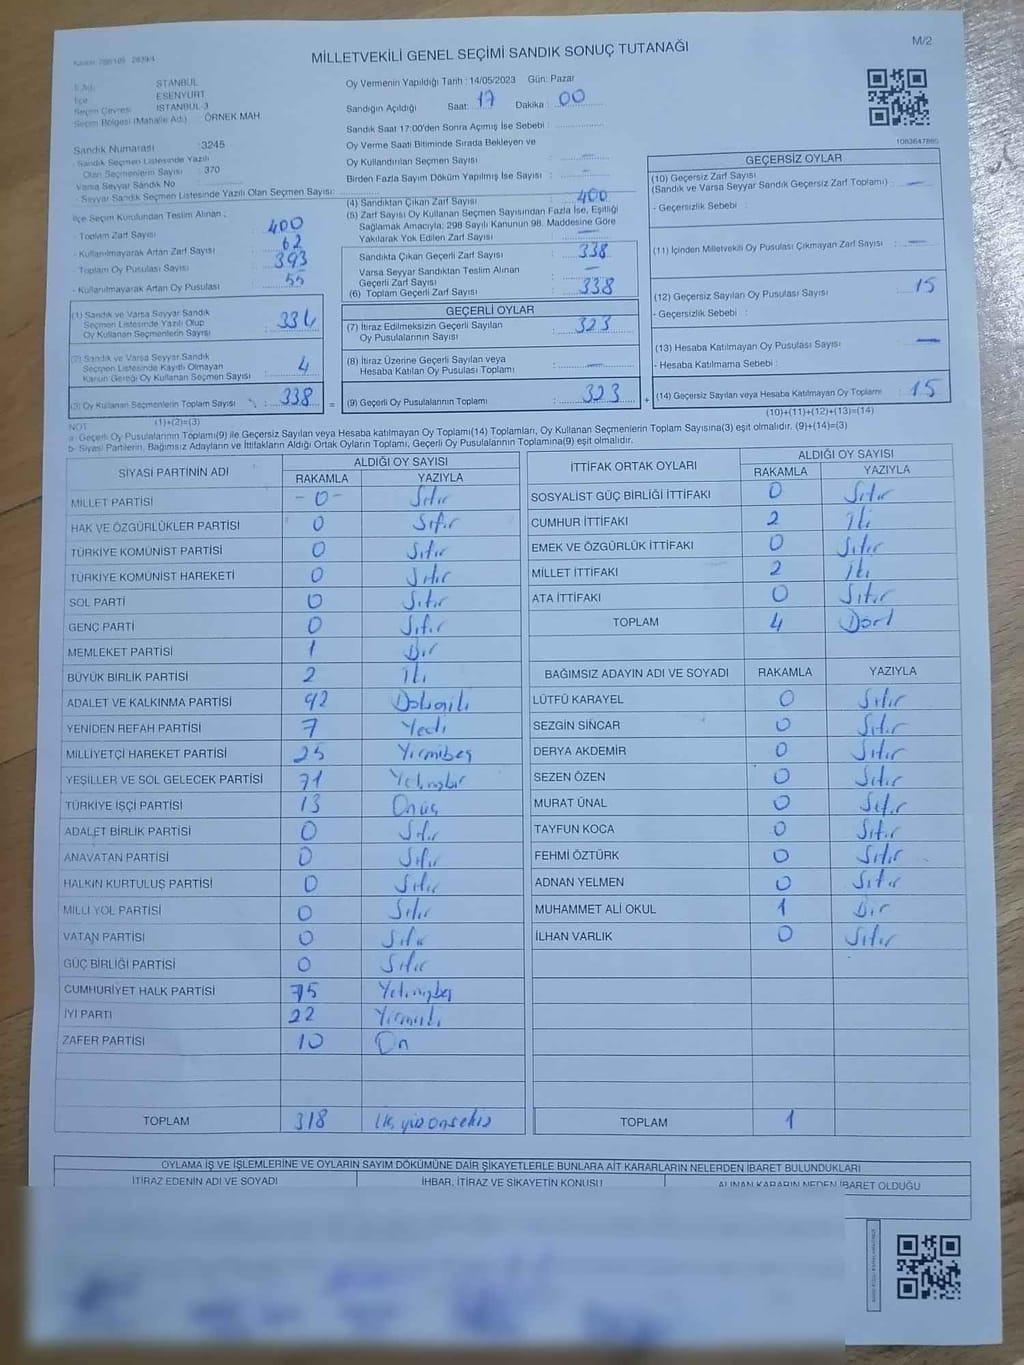 M/2
MİLLETVEKİLİ GENEL SEÇİMİ SANDIK SONUÇ TUTANAĞI
İSTANBUL
İlçe ESENYURT
Seçim Çevresi İSTANBUL-3
Seçim Bölgesi (Mahalle Adı) ÖRNEK MAH.
Sandık Numarası : 3245
- Sandık Seçmen Listesinde Yazılı
Olan Seçmenlerin Sayısı : 370
Varsa Seyyar Sandık No
- Seyyar Sandık Seçmen Listesinde Yazılı Olan Seçmen Sayısı:
Oy Vermenin Yapıldığı Tarih : 14/05/2023 Gün: Pazar
Sandığın Açıldığı Saat: 17 Dakika : 00
Sandık Saat 17:00'den Sonra Açımış İse Sebebi :
Oy Verme Saati Bitiminde Sırada Bekleyen ve
Oy Kullandırılan Seçmen Sayısı : —
Birden Fazla Sayım Döküm Yapılmış İse Sayısı : —
1083647885
İlçe Seçim Kurulundan Teslim Alınan ;
- Toplam Zarf Sayısı : 400
- Kullanılmayarak Artan Zarf Sayısı : 62
- Toplam Oy Pusulası Sayısı : 393
- Kullanılmayarak Artan Oy Pusulası : 55
(1) Sandık ve Varsa Seyyar Sandık
Seçmen Listesinde Yazılı Olup
Oy Kullanan Seçmenlerin Sayısı : 334
(2) Sandık ve Varsa Seyyar Sandık
Seçmen Listesinde Kayıtlı Olmayan
Kanun Gereği Oy Kullanan Seçmen Sayısı : 4
(3) Oy Kullanan Seçmenlerin Toplam Sayısı : 338
(1)+(2)=(3)
(4) Sandıktan Çıkan Zarf Sayısı : 400
(5) Zarf Sayısı Oy Kullanan Seçmen Sayısından Fazla İse, Eşitliği
Sağlamak Amacıyla: 298 Sayılı Kanunun 98. Maddesine Göre
Yakılarak Yok Edilen Zarf Sayısı : —
Sandıkta Çıkan Geçerli Zarf Sayısı : 338
Varsa Seyyar Sandıktan Teslim Alınan
Geçerli Zarf Sayısı : —
(6) Toplam Geçerli Zarf Sayısı : 338
GEÇERLİ OYLAR
(7) İtiraz Edilmeksizin Geçerli Sayılan
Oy Pusulalarının Sayısı : 323
(8) İtiraz Üzerine Geçerli Sayılan veya
Hesaba Katılan Oy Pusulası Toplamı : —
= (9) Geçerli Oy Pusulalarının Toplamı : 323
GEÇERSİZ OYLAR
(10) Geçersiz Zarf Sayısı
(Sandık ve Varsa Seyyar Sandık Geçersiz Zarf Toplamı) : —
- Geçersizlik Sebebi :
(11) İçinden Milletvekili Oy Pusulası Çıkmayan Zarf Sayısı : —
(12) Geçersiz Sayılan Oy Pusulası Sayısı : 15
- Geçersizlik Sebebi :
(13) Hesaba Katılmayan Oy Pusulası Sayısı : —
- Hesaba Katılmama Sebebi :
+ (14) Geçersiz Sayılan veya Hesaba Katılmayan Oy Toplamı : 15
(10)+(11)+(12)+(13)=(14)
NOT
a- Geçerli Oy Pusulalarının Toplamı(9) ile Geçersiz Sayılan veya Hesaba katılmayan Oy Toplamı(14) Toplamları, Oy Kullanan Seçmenlerin Toplam Sayısına(3) eşit olmalıdır. (9)+(14)=(3)
b- Siyasi Partilerin, Bağımsız Adayların ve İttifakların Aldığı Ortak Oyların Toplamı, Geçerli Oy Pusulalarının Toplamına(9) eşit olmalıdır.
SİYASİ PARTİNİN ADI ALDIĞI OY SAYISI
RAKAMLA YAZIYLA
MİLLET PARTİSİ -0- Sıfır
HAK VE ÖZGÜRLÜKLER PARTİSİ 0 Sıfır
TÜRKİYE KOMÜNİST PARTİSİ 0 Sıfır
TÜRKİYE KOMÜNİST HAREKETİ 0 Sıfır
SOL PARTİ 0 Sıfır
GENÇ PARTİ 0 Sıfır
MEMLEKET PARTİSİ 1 Bir
BÜYÜK BİRLİK PARTİSİ 2 İki
ADALET VE KALKINMA PARTİSİ 92 Doksaniki
YENİDEN REFAH PARTİSİ 7 Yedi
MİLLİYETÇİ HAREKET PARTİSİ 25 Yirmibeş
YEŞİLLER VE SOL GELECEK PARTİSİ 71 Yetmişbir
TÜRKİYE İŞÇİ PARTİSİ 13 Onüç
ADALET BİRLİK PARTİSİ 0 Sıfır
ANAVATAN PARTİSİ 0 Sıfır
HALKIN KURTULUŞ PARTİSİ 0 Sıfır
MİLLİ YOL PARTİSİ 0 Sıfır
VATAN PARTİSİ 0 Sıfır
GÜÇ BİRLİĞİ PARTİSİ 0 Sıfır
CUMHURİYET HALK PARTİSİ 75 Yetmişbeş
İYİ PARTİ 22 Yirmiiki
ZAFER PARTİSİ 10 On
TOPLAM 318 Üçyüzonsekiz
İTTİFAK ORTAK OYLARI ALDIĞI OY SAYISI
RAKAMLA YAZIYLA
SOSYALİST GÜÇ BİRLİĞİ İTTİFAKI 0 Sıfır
CUMHUR İTTİFAKI 2 İki
EMEK VE ÖZGÜRLÜK İTTİFAKI 0 Sıfır
MİLLET İTTİFAKI 2 İki
ATA İTTİFAKI 0 Sıfır
TOPLAM 4 Dört
BAĞIMSIZ ADAYIN ADI VE SOYADI RAKAMLA YAZIYLA
LÜTFÜ KARAYEL 0 Sıfır
SEZGİN SİNCAR 0 Sıfır
DERYA AKDEMİR 0 Sıfır
SEZEN ÖZEN 0 Sıfır
MURAT ÜNAL 0 Sıfır
TAYFUN KOCA 0 Sıfır
FEHMİ ÖZTÜRK 0 Sıfır
ADNAN YELMEN 0 Sıfır
MUHAMMET ALİ OKUL 1 Bir
İLHAN VARLIK 0 Sıfır
TOPLAM 1
OYLAMA İŞ VE İŞLEMLERİNE VE OYLARIN SAYIM DÖKÜMÜNE DAİR ŞİKAYETLERLE BUNLARA AİT KARARLARIN NELERDEN İBARET BULUNDUKLARI
İTİRAZ EDENİN ADI VE SOYADI İHBAR, İTİRAZ VE ŞİKAYETİN KONUSU ALINAN KARARIN NEDEN İBARET OLDUĞU